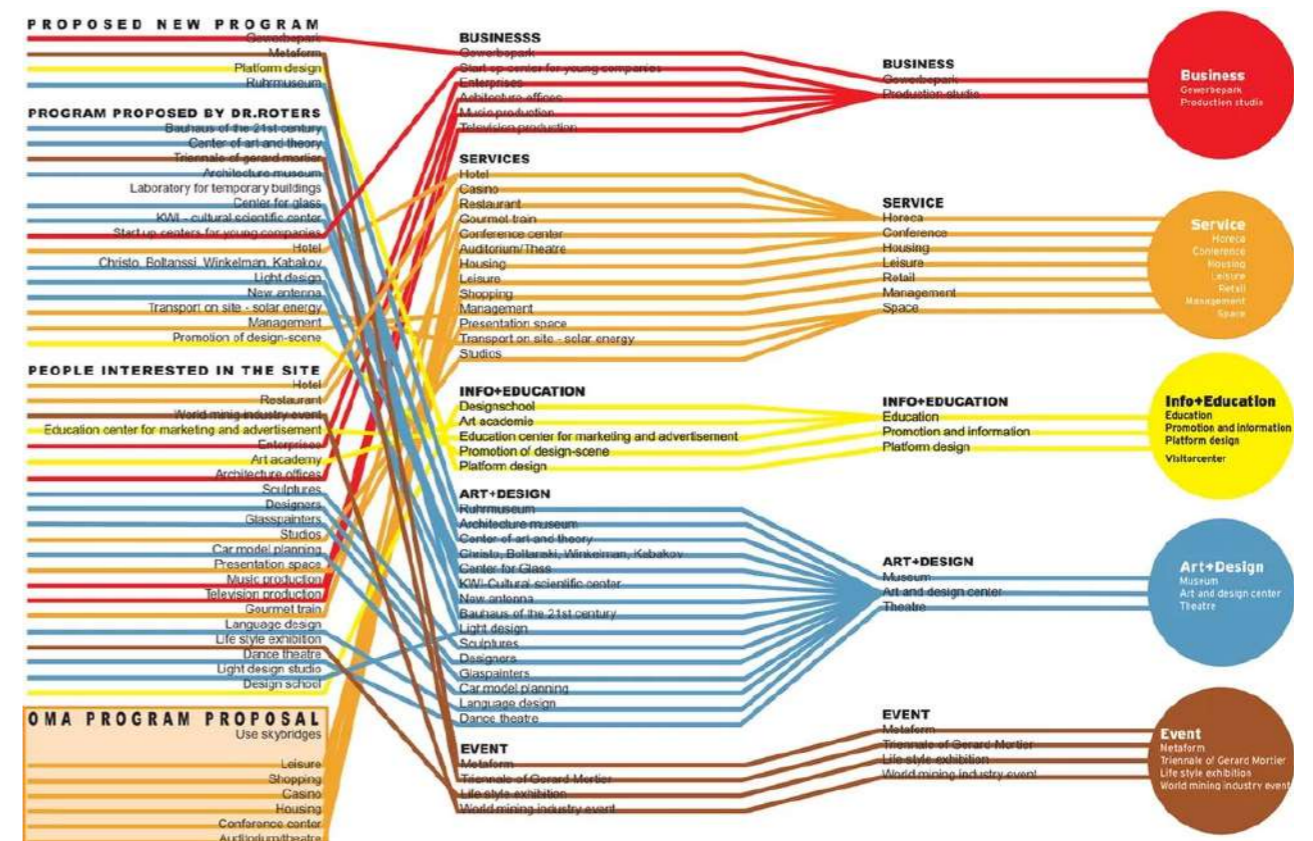 PROPOSED NEW PROGRAM
Gewerbepark
Metaform
Platform design
Ruhrmuseum
PROGRAM PROPOSED BY DR.ROTERS
Bauhaus of the 21st century
Center of art and theory
Triennale of gerard mortier
Architecture museum
Laboratory for temporary buildings
Center for glass
KWI - cultural scientific center
Start up centers for young companies
Hotel
Christo, Boltanssi, Winkelman, Kabakov
Light design
New antenna
Transport on site - solar energy
Management
Promotion of design-scene
PEOPLE INTERESTED IN THE SITE
Hotel
Restaurant
World minig industry event
Education center for marketing and advertisement
Enterprises
Art academy
Architecture offices
Sculptures
Designers
Glasspainters
Studios
Car model planning
Presentation space
Music production
Television production
Gourmet train
Language design
Life style exhibition
Dance theatre
Light design studio
Design school
OMA PROGRAM PROPOSAL
Use skybridges
Leisure
Shopping
Casino
Housing
Conference center
Auditorium/theatre
BUSINESSS
Gewerbepark
Start up center for young companies
Enterprises
Achitecture offices
Music production
Television production
SERVICES
Hotel
Casino
Restaurant
Gourmet train
Conference center
Auditorium/Theatre
Housing
Leisure
Shopping
Management
Presentation space
Transport on site - solar energy
Studios
INFO+EDUCATION
Designschool
Art academie
Education center for marketing and advertisement
Promotion of design-scene
Platform design
ART+DESIGN
Ruhrmuseum
Architecture museum
Center of art and theory
Christo, Boltanski, Winkelman, Kabakov
Center for Glass
KWI-Cultural scientific center
New antenna
Bauhaus of the 21st century
Light design
Sculptures
Designers
Glaspainters
Car model planning
Language design
Dance theatre
EVENT
Metaform
Triennale of Gerard Mortier
Life style exhibition
World mining industry event
BUSINESS
Gewerbepark
Production studio
SERVICE
Horeca
Conference
Housing
Leisure
Retail
Management
Space
INFO+EDUCATION
Education
Promotion and information
Platform design
ART+DESIGN
Museum
Art and design center
Theatre
EVENT
Metaform
Triennale of Gerard Mortier
Life style exhibition
World mining industry event
Business
Gewerbepark
Production studio
Service
Horeca
Conference
Housing
Leisure
Retail
Management
Space
Info+Education
Education
Promotion and information
Platform design
Visitorcenter
Art+Design
Museum
Art and design center
Theatre
Event
Netaform
Triennale of Gerard Mortier
Life style exhibition
World mining industry event